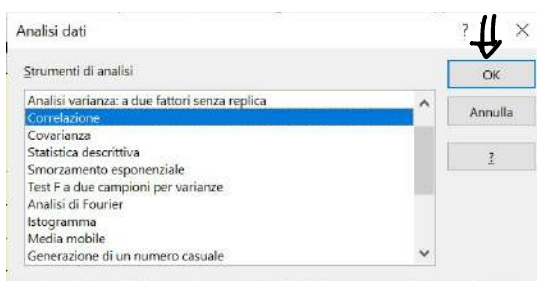 Analisi dati ? ×
Strumenti di analisi
OK
Analisi varianza: a due fattori senza replica
Correlazione
Annulla
Covarianza
Statistica descrittiva
?
Smorzamento esponenziale
Test F a due campioni per varianze
Analisi di Fourier
Istogramma
Media mobile
Generazione di un numero casuale